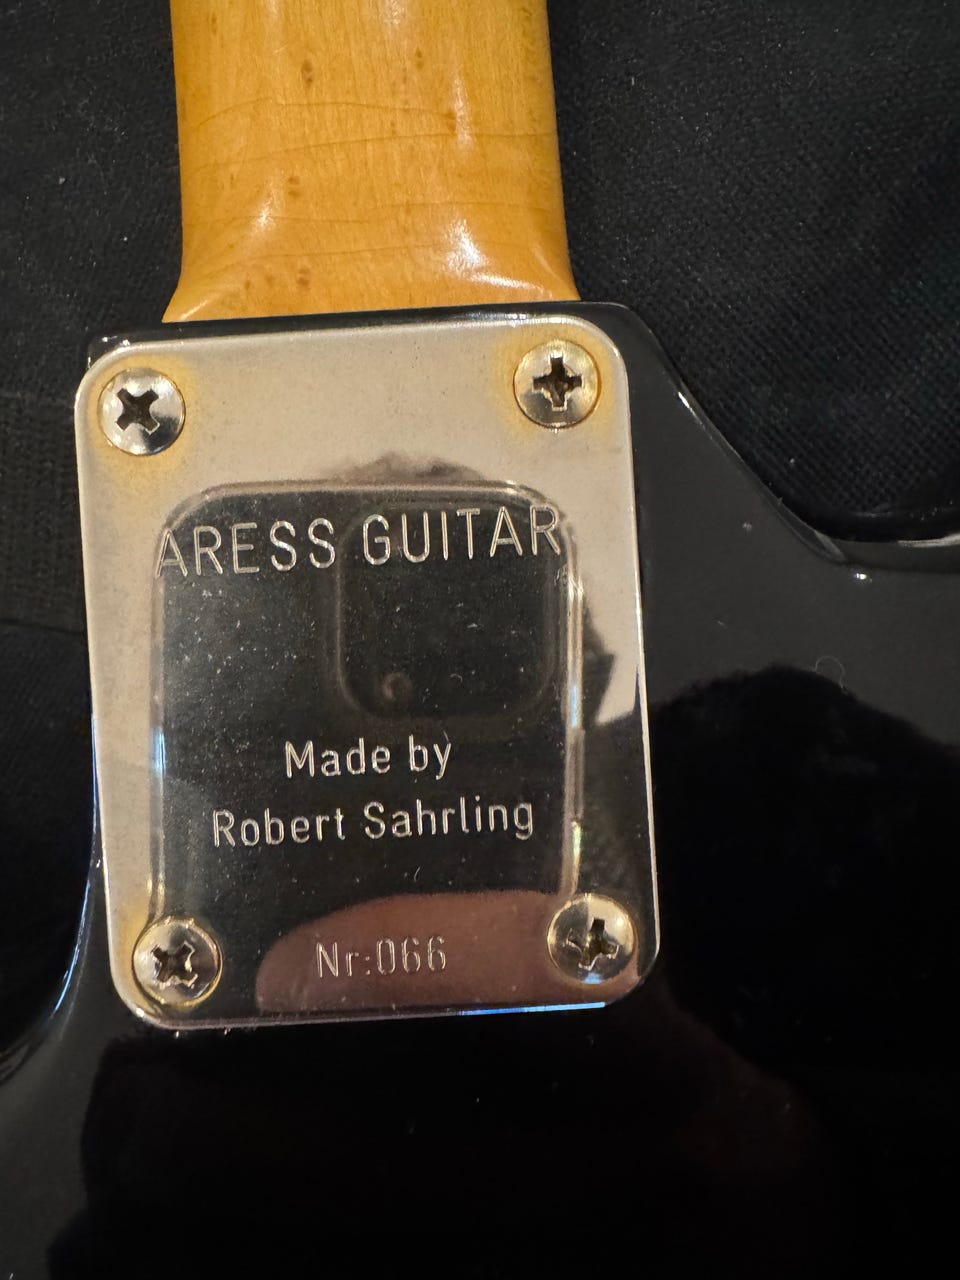 ARESS GUITAR
Made by
Robert Sahrling
Nr:066